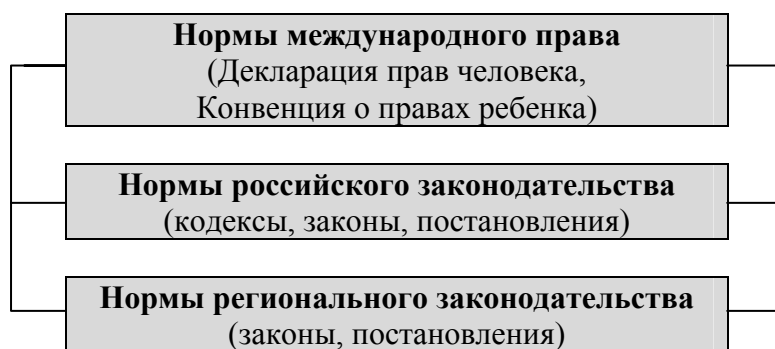 Нормы международного права
(Декларация прав человека,
Конвенция о правах ребенка)
Нормы российского законодательства
(кодексы, законы, постановления)
Нормы регионального законодательства
(законы, постановления)